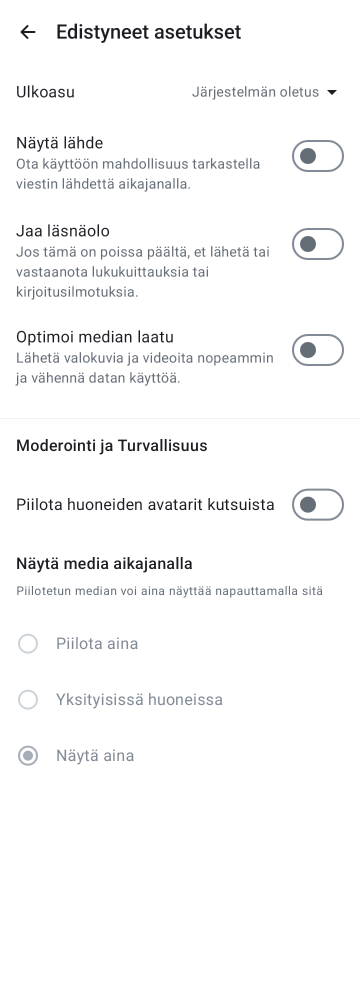 Edistyneet asetukset
Ulkoasu
Järjestelmän oletus
Näytä lähde
Ota käyttöön mahdollisuus tarkastella
viestin lähdettä aikajanalla.
Jaa läsnäolo
Jos tämä on poissa päältä, et lähetä tai
vastaanota lukukuittauksia tai
kirjoitusilmotuksia.
Optimoi median laatu
Lähetä valokuvia ja videoita nopeammin
ja vähennä datan käyttöä.
Moderointi ja Turvallisuus
Piilota huoneiden avatarit kutsuista
Näytä media aikajanalla
Piilotetun median voi aina näyttää napauttamalla sitä
Piilota aina
Yksityisissä huoneissa
Näytä aina